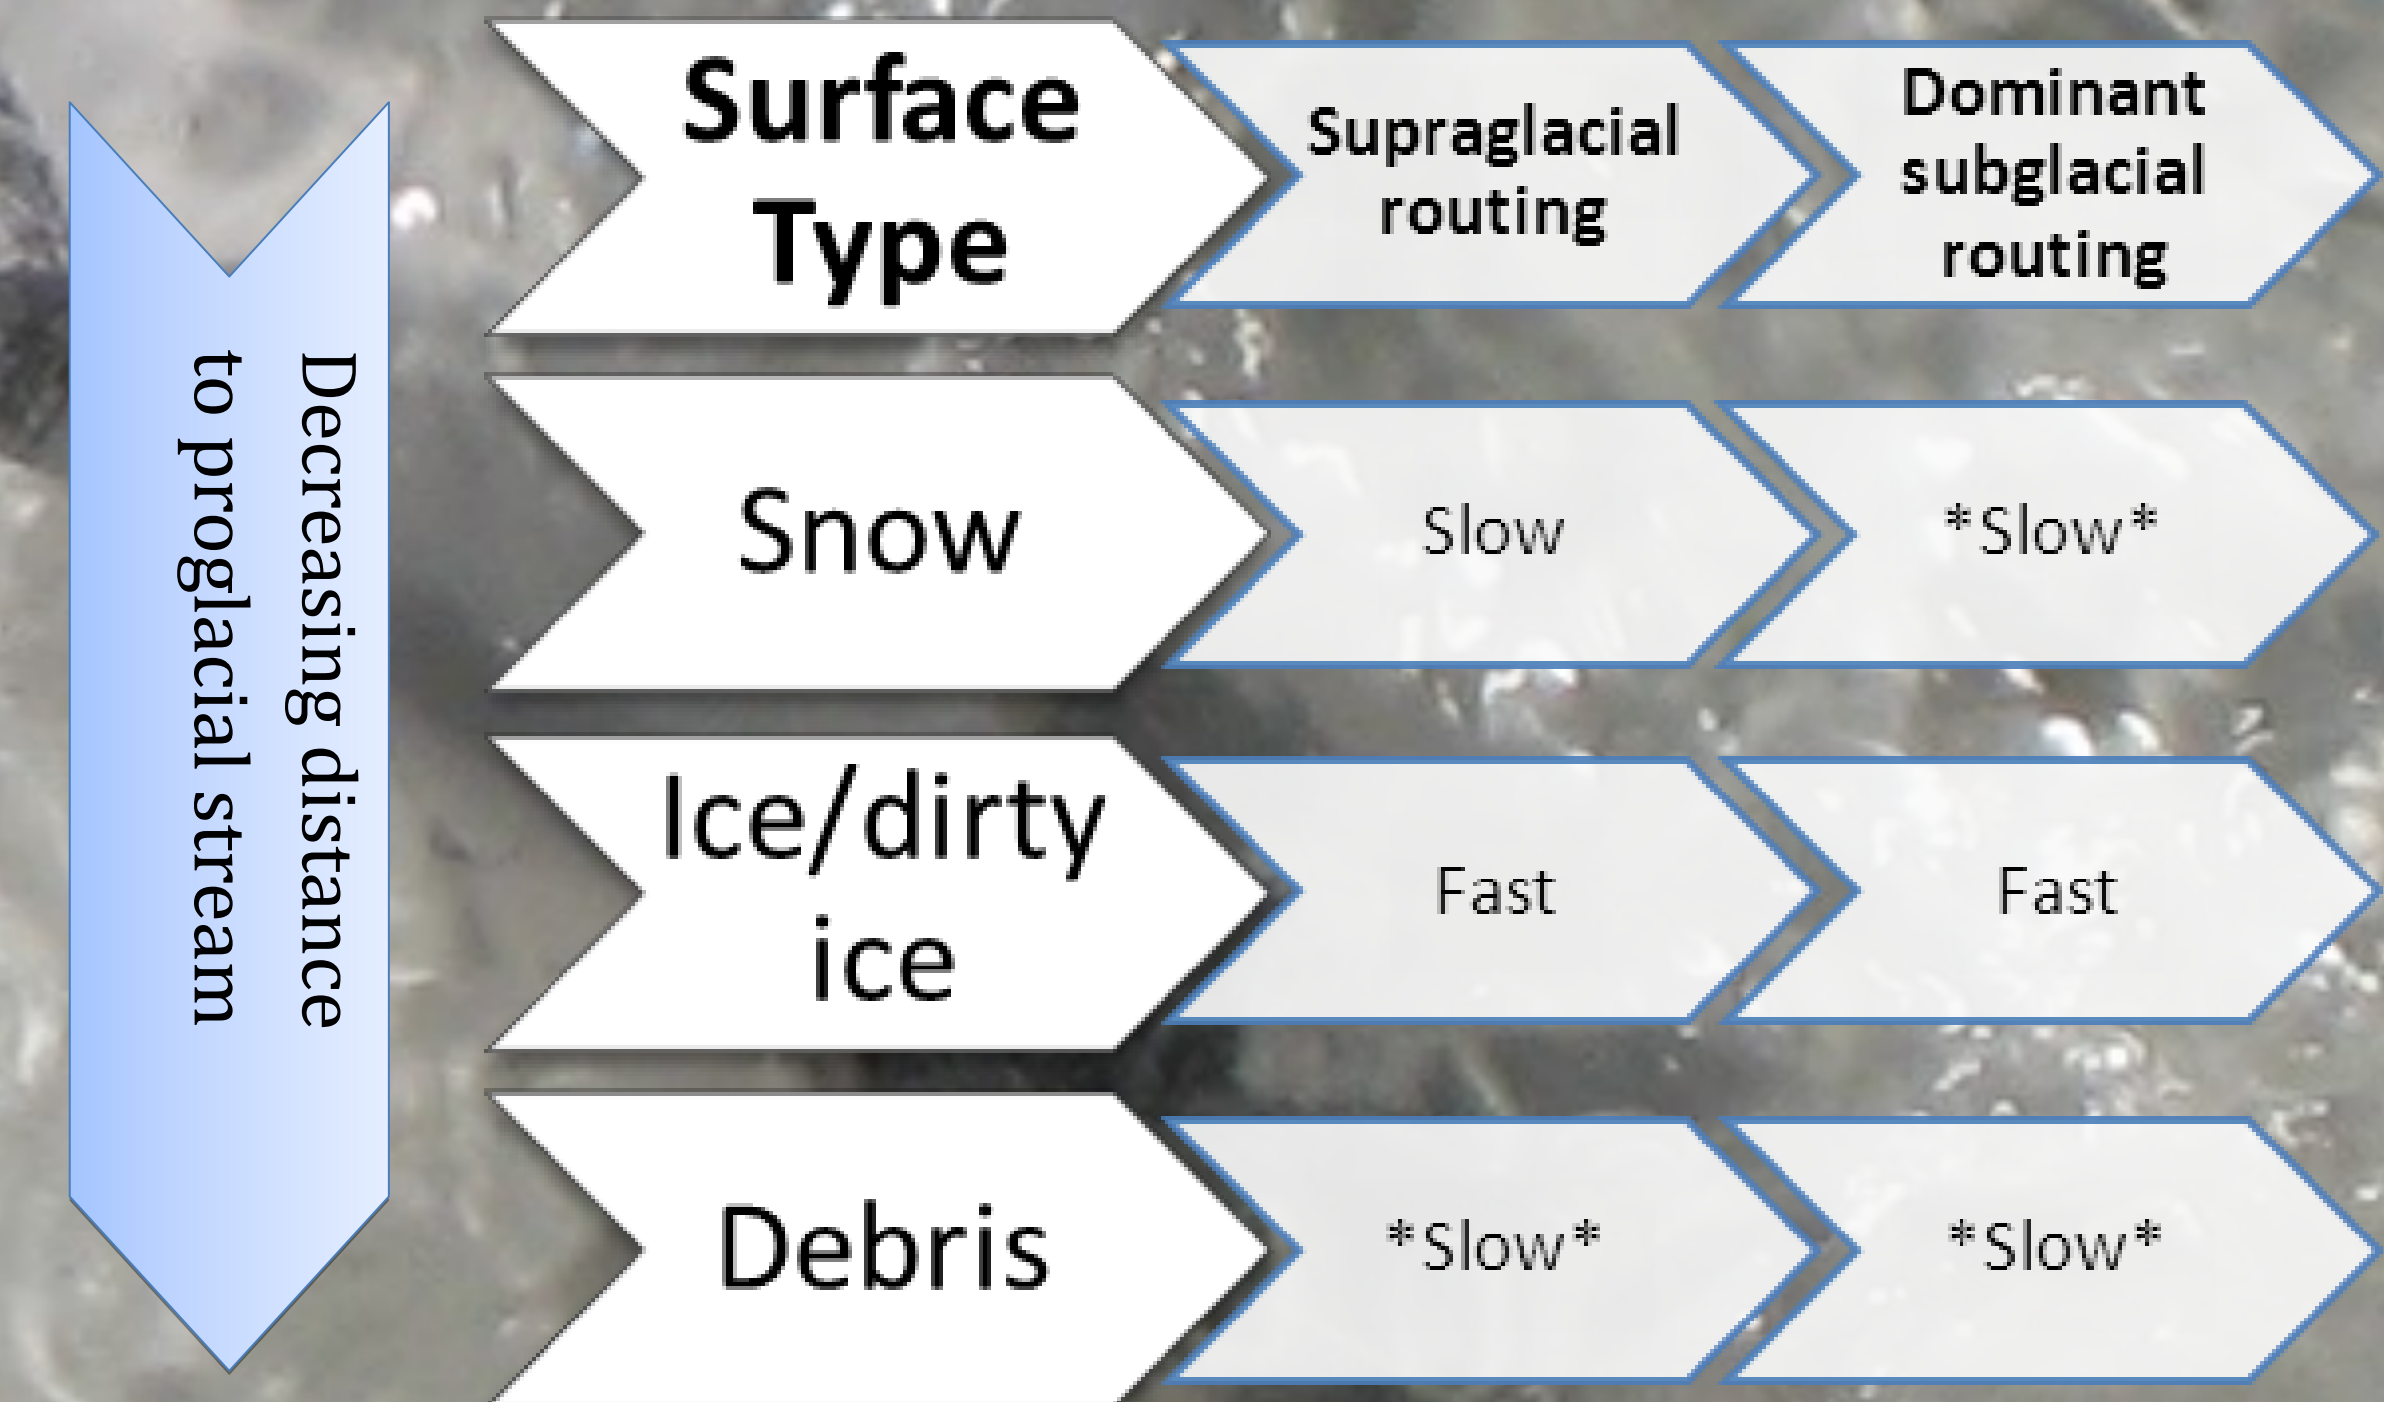 Decreasing distance
to proglacial stream
Surface
Type
Supraglacial
routing
Dominant
subglacial
routing
Snow
Slow
*Slow*
Ice/dirty
ice
Fast
Fast
Debris
*Slow*
*Slow*